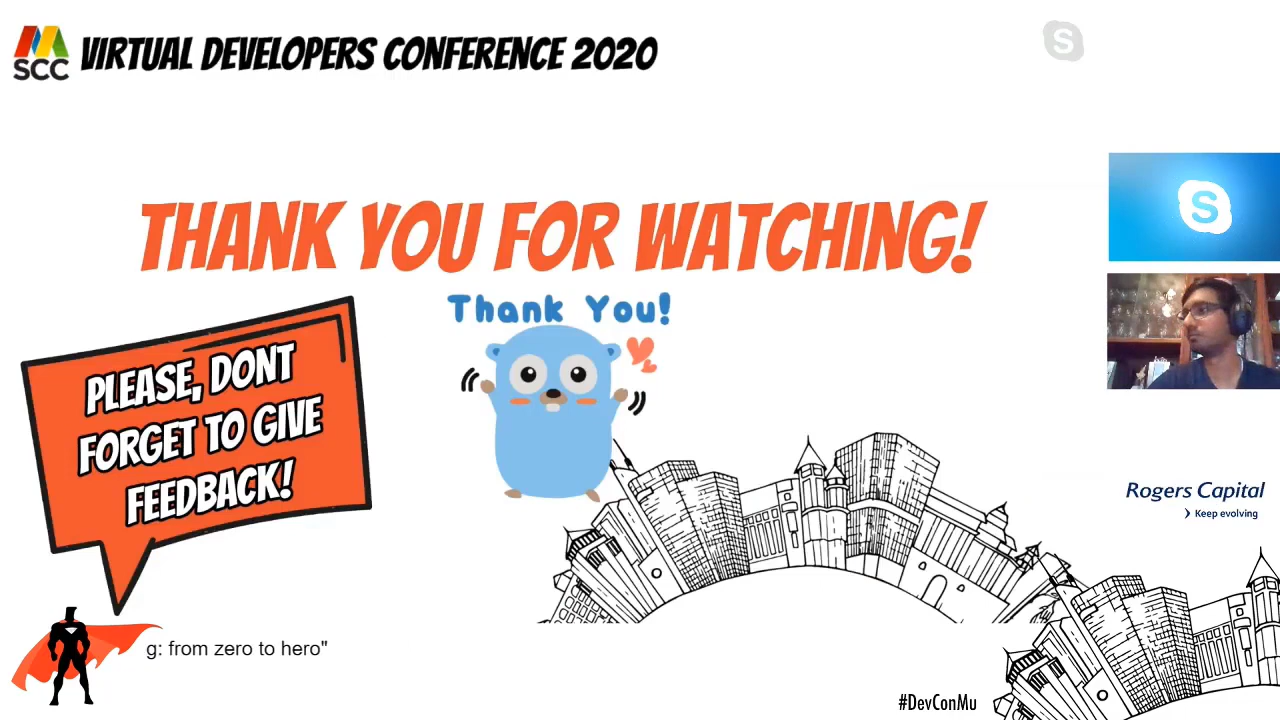 MSCC
VIRTUAL DEVELOPERS CONFERENCE 2020
S
S
THANK YOU FOR WATCHING!
Thank You!
PLEASE, DONT
FORGET TO GIVE
FEEDBACK!
Rogers Capital
Keep evolving
g: from zero to hero"
#DevConMu